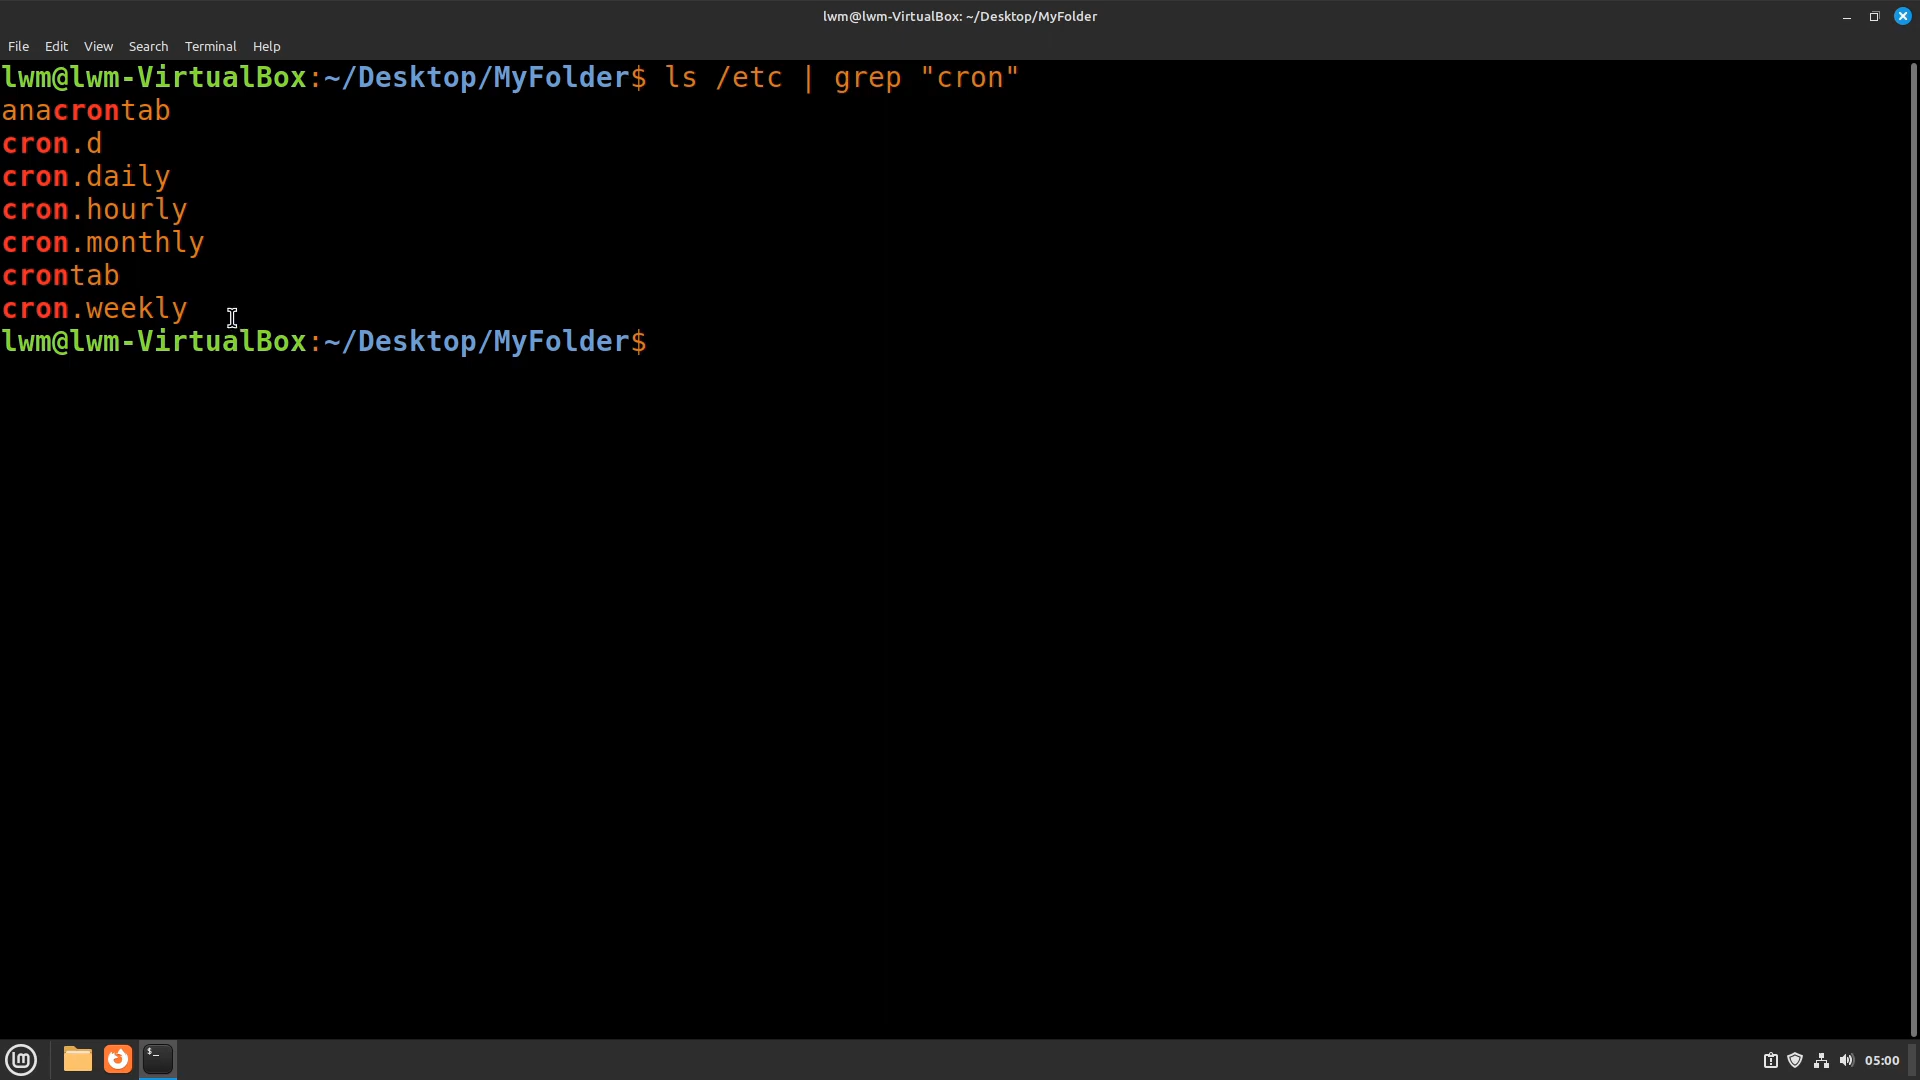 lwm@lwm-VirtualBox: ~/Desktop/MyFolder
File Edit View Search Terminal Help
lwm@lwm-VirtualBox:~/Desktop/MyFolder$ ls /etc | grep "cron"
anacrontab
cron.d
cron.daily
cron.hourly
cron.monthly
crontab
cron.weekly
lwm@lwm-VirtualBox:~/Desktop/MyFolder$
05:00